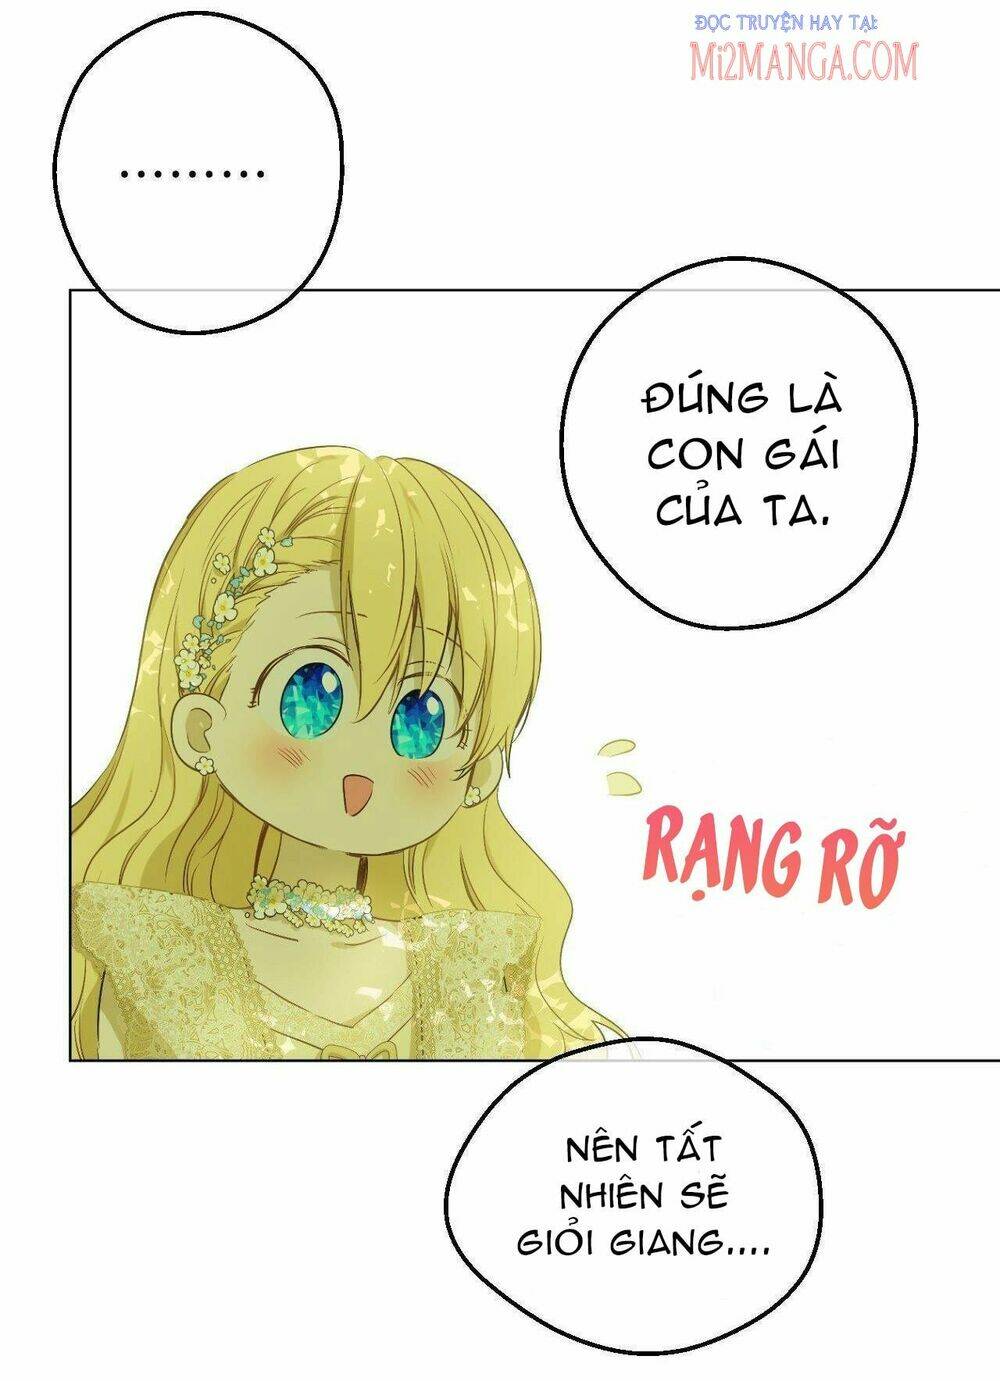 ĐỌC TRUYỆN HAY TẠI:
MI2MANGA.COM
.........
ĐÚNG LÀ
CON GÁI
CỦA TA.
RẠNG RỠ
NÊN TẤT
NHIÊN SẼ
GIỎI GIANG....